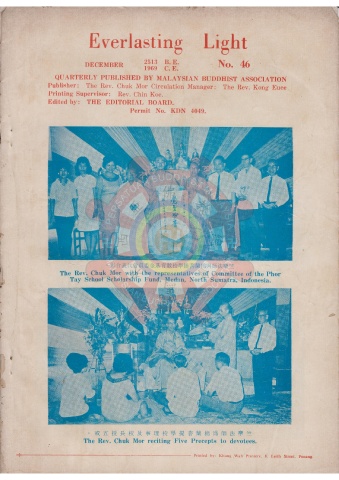 Everlasting Light
DECEMBER 2513 B.E. 1969 C.E. No. 46
QUARTERLY PUBLISHED BY MALAYSIAN BUDDHIST ASSOCIATION
Publisher: The Rev. Chuk Mor Circulation Manager: The Rev. Kong Enee
Printing Supervisor: Rev. Chin Kee.
Edited by: THE EDITORIAL BOARD.
Permit No. KDN 4049.
The Rev. Chuk Mor with the representatives of Committee of the Phor
Tay School Scholarship Fund, Medan, North Sumatra, Indonesia.
The Rev. Chuk Mor reciting Five Precepts to devotees.